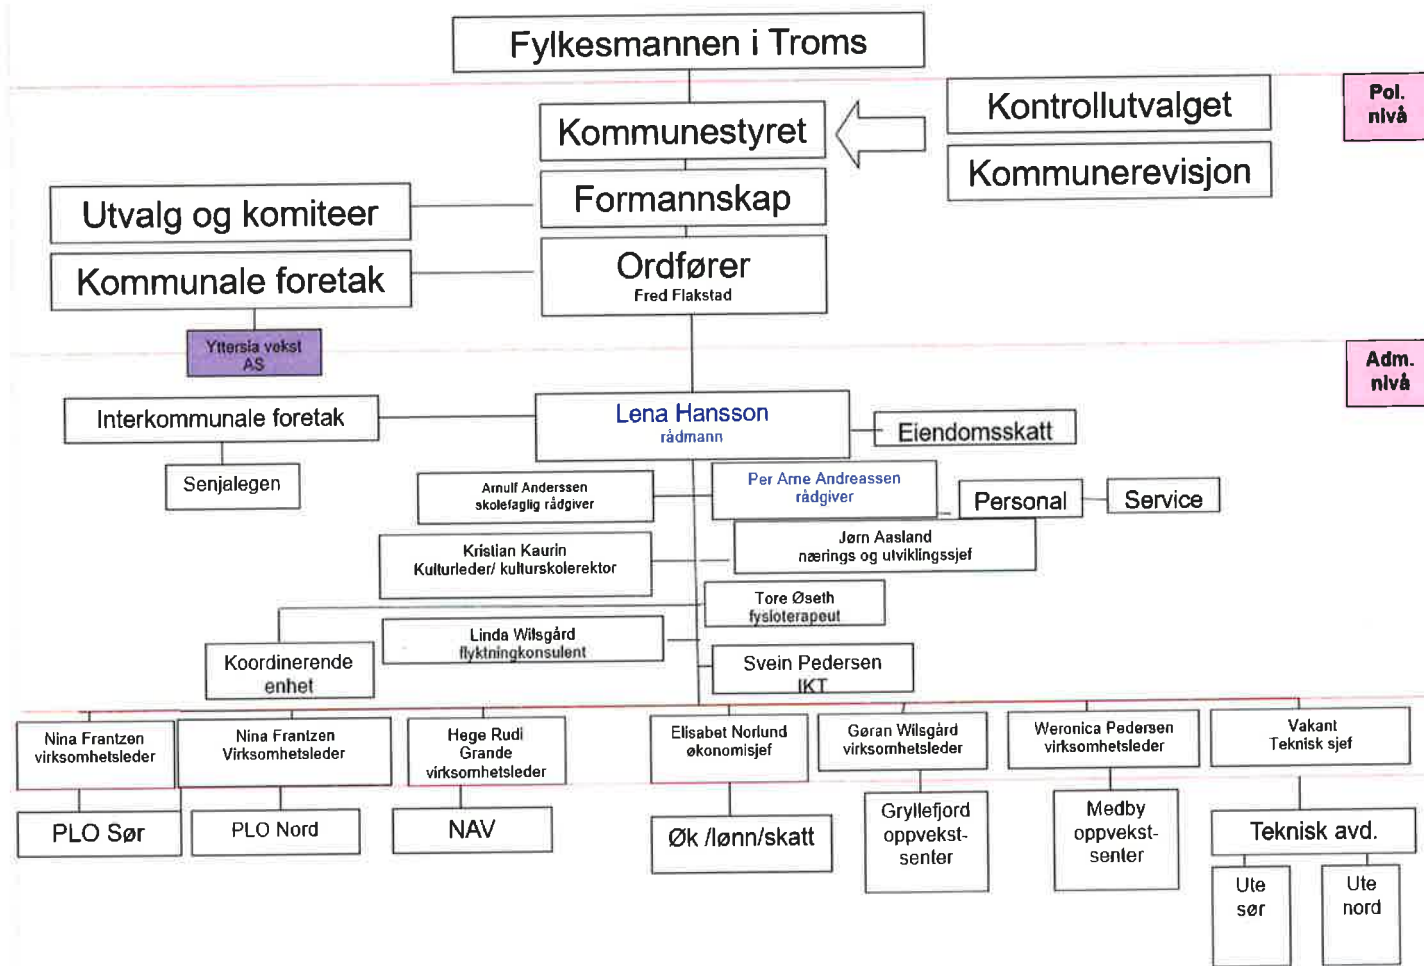 Fylkesmannen i Troms
Kommunestyret
Kontrollutvalget
Pol.
nivå
Kommunerevisjon
Formannskap
Utvalg og komiteer
Ordfører
Fred Flakstad
Kommunale foretak
Yttersia vekst
AS
Adm.
nivå
Lena Hansson
rådmann
Interkommunale foretak
Eiendomsskatt
Senjalegen
Arnulf Anderssen
skolefaglig rådgiver
Per Arne Andreassen
rådgiver
Personal
Service
Jørn Aasland
nærings og utviklingssjef
Kristian Kaurin
Kulturleder/ kulturskolerektor
Tore Øseth
fysioterapeut
Linda Wilsgård
flyktningkonsulent
Koordinerende
enhet
Svein Pedersen
IKT
Nina Frantzen
virksomhetsleder
Nina Frantzen
Virksomhetsleder
Hege Rudi
Grande
virksomhetsleder
Elisabet Norlund
økonomisjef
Gøran Wilsgård
virksomhetsleder
Weronica Pedersen
virksomhetsleder
Vakant
Teknisk sjef
PLO Sør
PLO Nord
NAV
Øk /lønn/skatt
Gryllefjord
oppvekst-
senter
Medby
oppvekst-
senter
Teknisk avd.
Ute
sør
Ute
nord